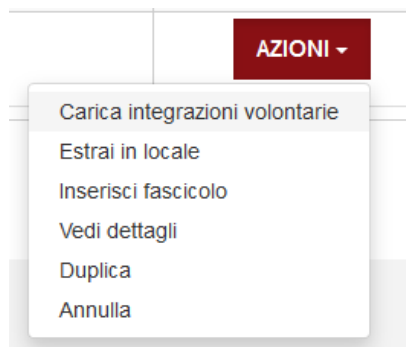 AZIONI
Carica integrazioni volontarie
Estrai in locale
Inserisci fascicolo
Vedi dettagli
Duplica
Annulla